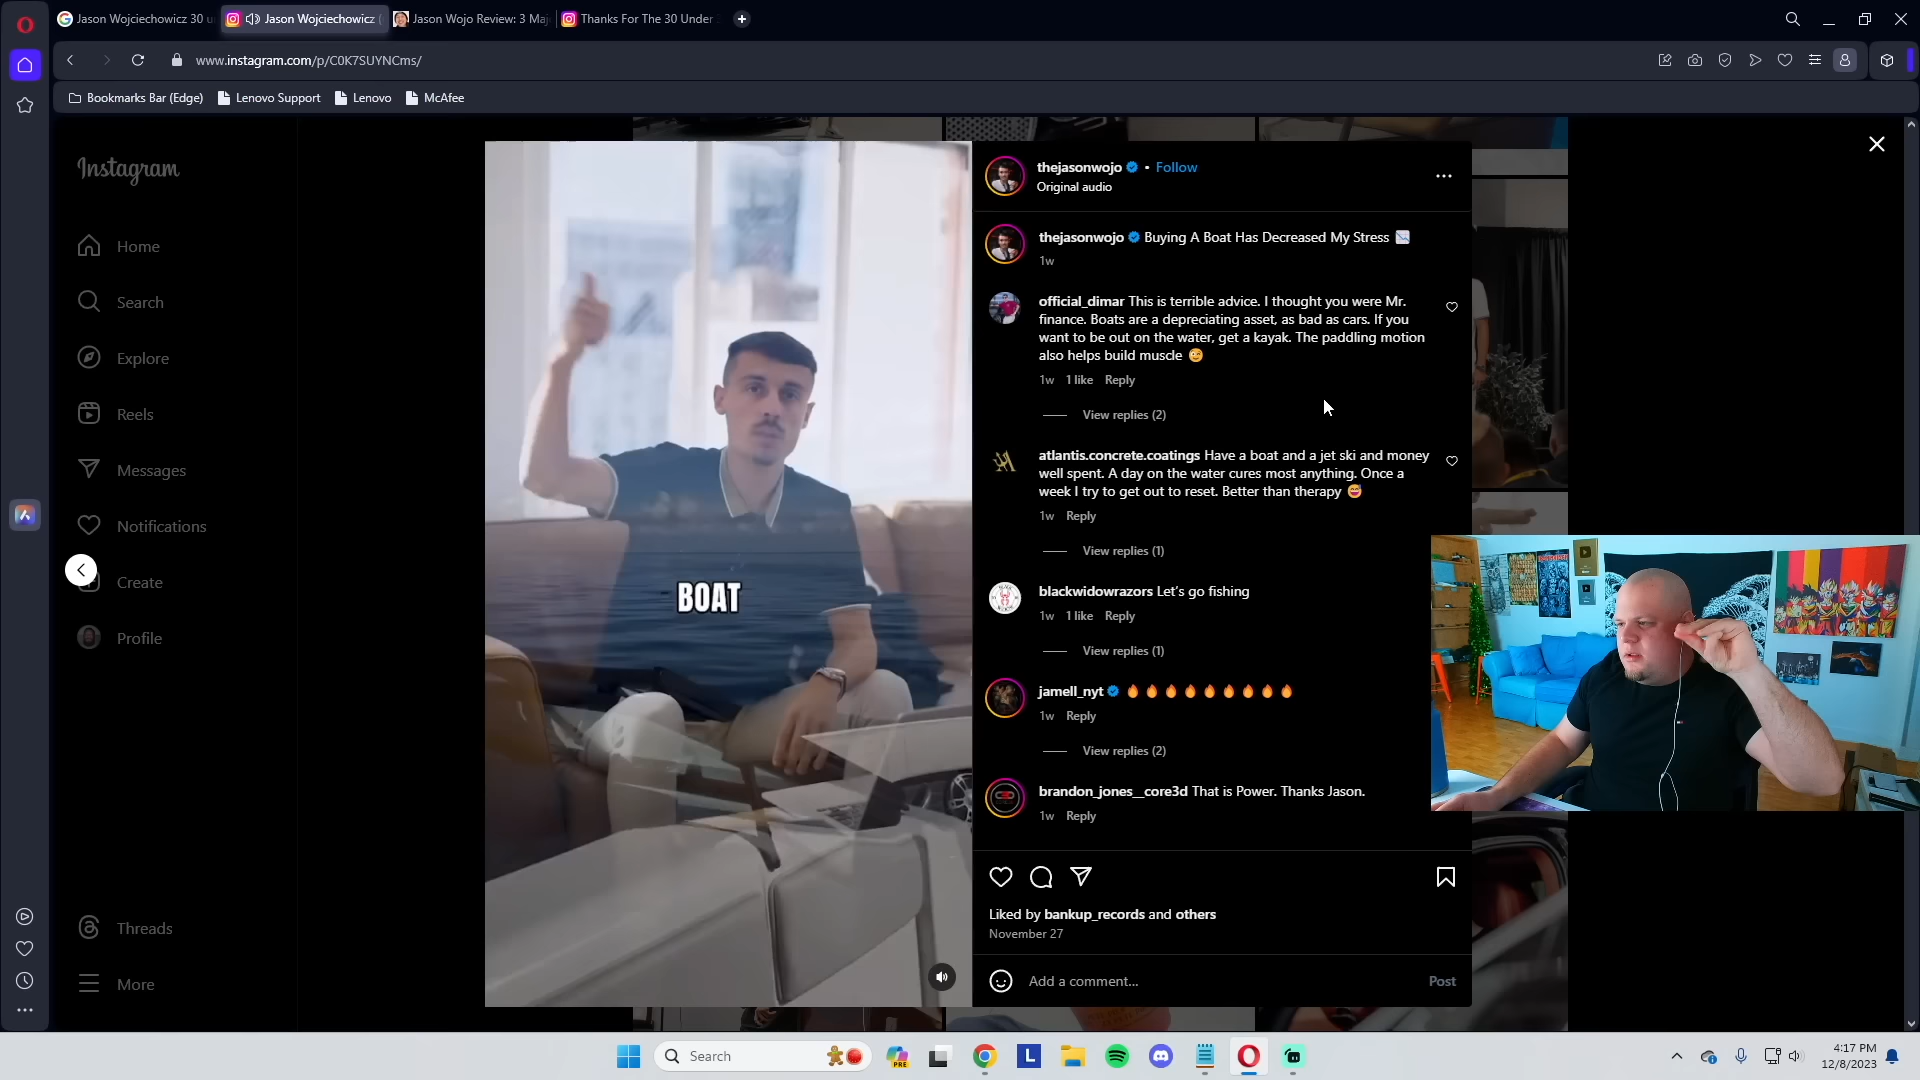 Jason Wojciechowicz 30 u
Jason Wojciechowicz (
Jason Wojo Review: 3 Maj
Thanks For The 30 Under 3
www.instagram.com/p/C0K7SUYNCms/
Bookmarks Bar (Edge)
Lenovo Support
Lenovo
McAfee
Instagram
Home
Search
Explore
Reels
Messages
Notifications
Create
Profile
Threads
More
BOAT
thejasonwojo • Follow
Original audio
thejasonwojo Buying A Boat Has Decreased My Stress
1w
official_dimar This is terrible advice. I thought you were Mr.
finance. Boats are a depreciating asset, as bad as cars. If you
want to be out on the water, get a kayak. The paddling motion
also helps build muscle 😉
1w 1 like Reply
View replies (2)
atlantis.concrete.coatings Have a boat and a jet ski and money
well spent. A day on the water cures most anything. Once a
week I try to get out to reset. Better than therapy 😅
1w Reply
View replies (1)
blackwidowrazors Let's go fishing
1w 1 like Reply
View replies (1)
jamell_nyt 🔥🔥🔥🔥🔥🔥🔥🔥🔥
1w Reply
View replies (2)
brandon_jones__core3d That is Power. Thanks Jason.
1w Reply
Liked by bankup_records and others
November 27
Add a comment...
Post
Search
PRE
L
4:17 PM
12/8/2023